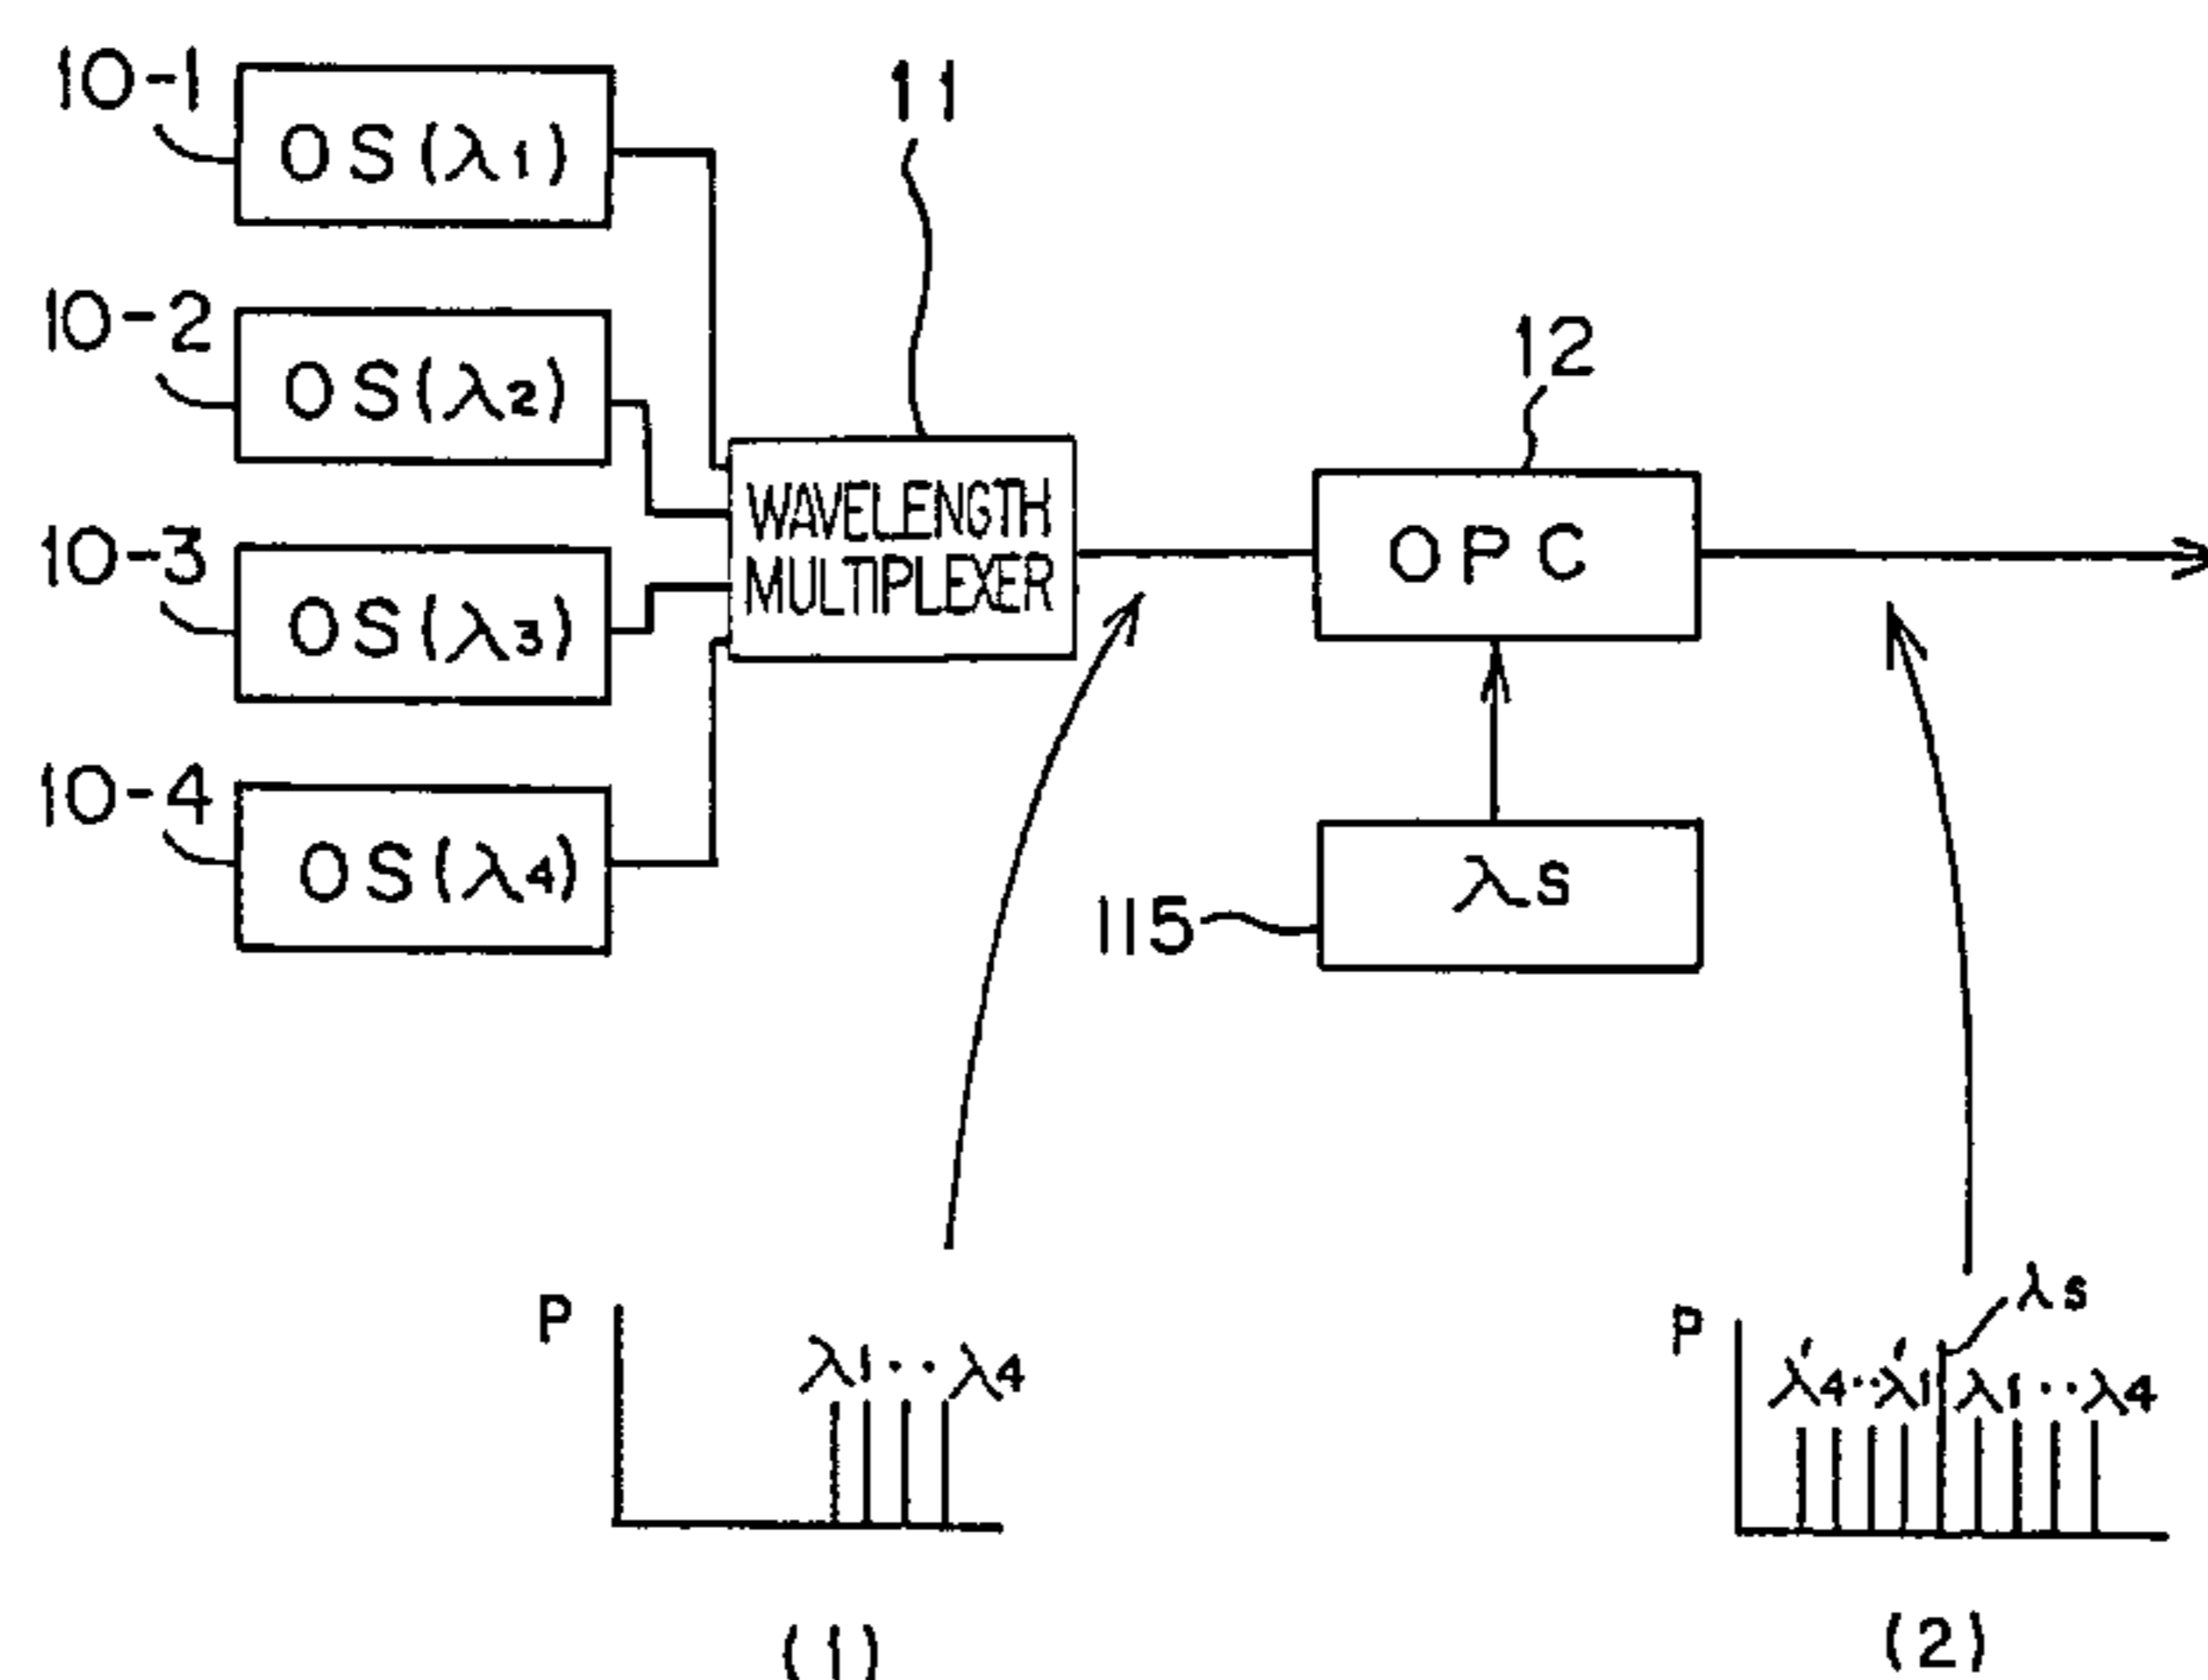 10-1
OS(λ1)
11
10-2
OS(λ2)
12
10-3
OS(λ3)
WAVELENGTH
MULTIPLEXER
OPC
10-4
OS(λ4)
115
λs
P
λ1··λ4
(1)
P
λs
λ'4··λ'1 λ1··λ4
(2)